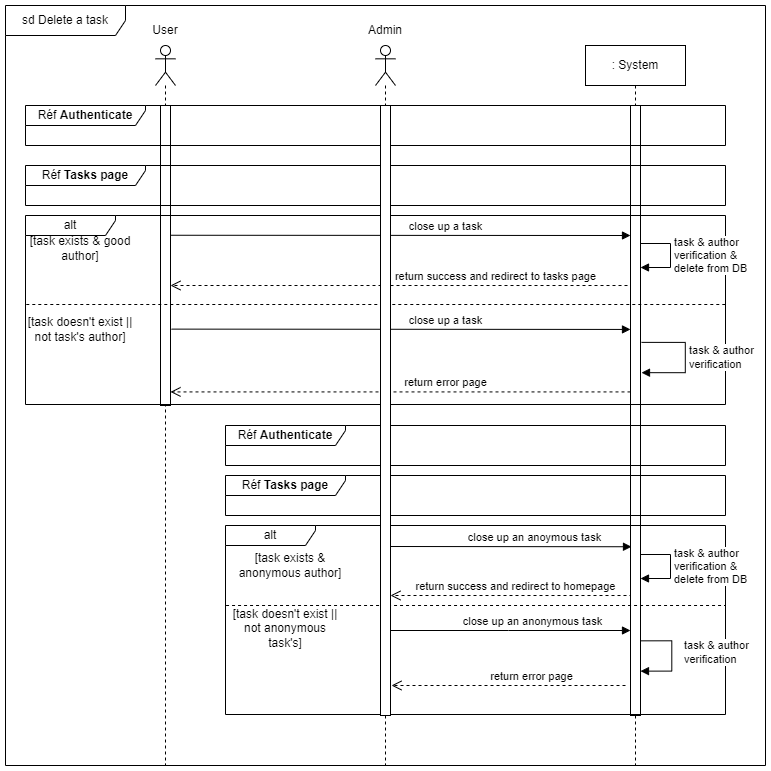 sd Delete a task
User
Admin
: System
Réf Authenticate
Réf Tasks page
alt
[task exists & good
author]
close up a task
task & author
verification &
delete from DB
return success and redirect to tasks page
[task doesn't exist ||
not task's author]
close up a task
task & author
verification
return error page
Réf Authenticate
Réf Tasks page
alt
[task exists &
anonymous author]
close up an anoymous task
task & author
verification &
delete from DB
return success and redirect to homepage
[task doesn't exist ||
not anonymous
task's]
close up an anonymous task
task & author
verification
return error page